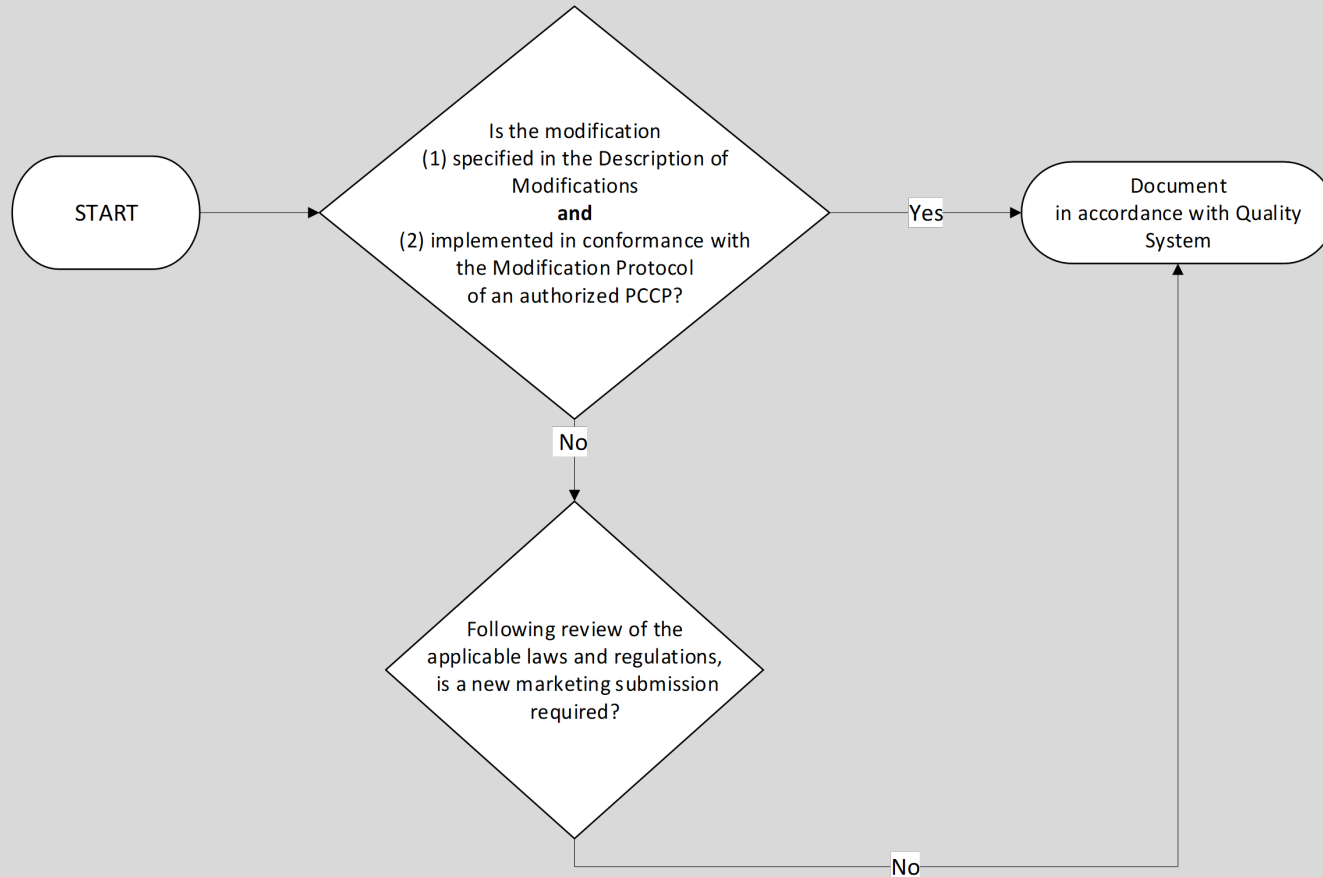 START
Is the modification
(1) specified in the Description of
Modifications
and
(2) implemented in conformance with
the Modification Protocol
of an authorized PCCP?
Yes
Document
in accordance with Quality
System
No
Following review of the
applicable laws and regulations,
is a new marketing submission
required?
No